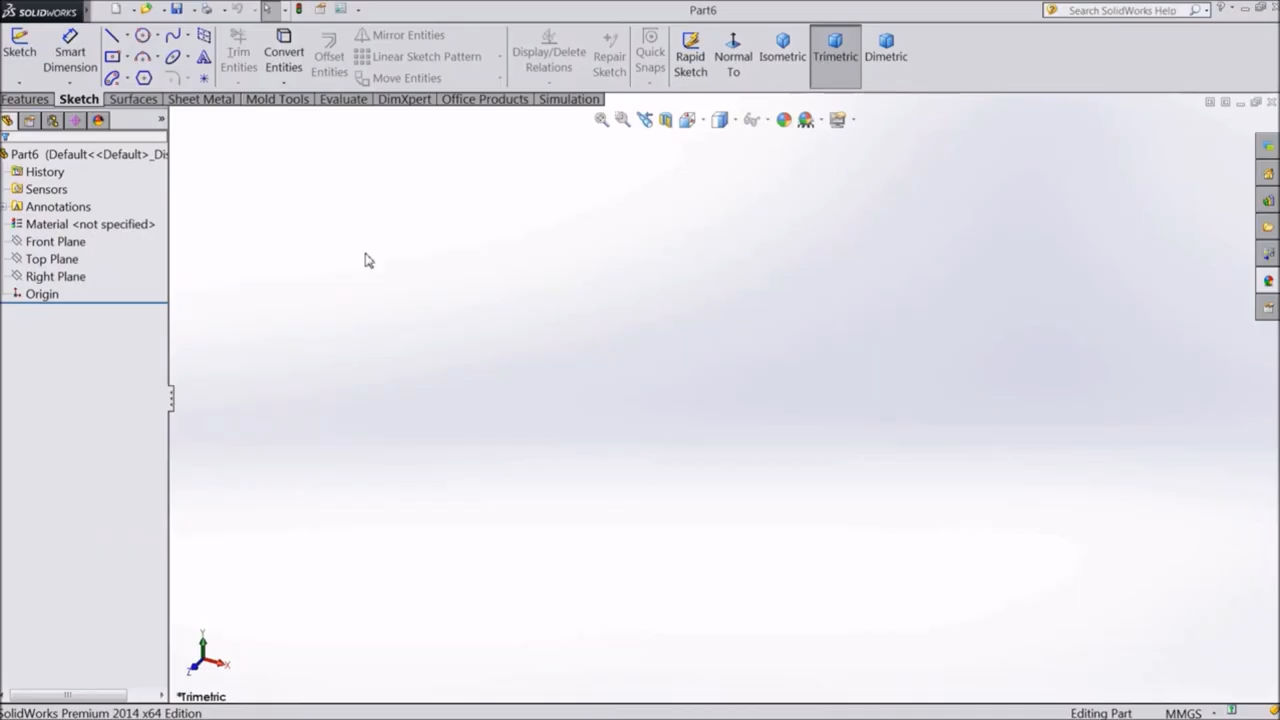 SOLIDWORKS
Part6
Search SolidWorks Help
Sketch
Smart Dimension
Trim Entities
Convert Entities
Offset Entities
Mirror Entities
Linear Sketch Pattern
Move Entities
Display/Delete Relations
Repair Sketch
Quick Snaps
Rapid Sketch
Normal To
Isometric
Trimetric
Dimetric
Features
Sketch
Surfaces
Sheet Metal
Mold Tools
Evaluate
DimXpert
Office Products
Simulation
Part6 (Default<<Default>_Dis
History
Sensors
Annotations
Material <not specified>
Front Plane
Top Plane
Right Plane
Origin
Y
X
Z
*Trimetric
SolidWorks Premium 2014 x64 Edition
Editing Part
MMGS